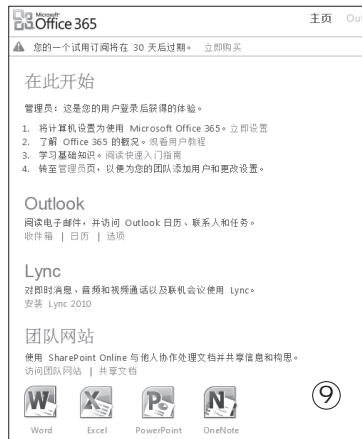 Microsoft®
Office 365
主页 Ou
您的一个试用订阅将在 30 天后过期。 立即购买
在此开始
管理员：这是您的用户登录后获得的体验。
1. 将计算机设置为使用 Microsoft Office 365。立即设置
2. 了解 Office 365 的概况。观看用户教程
3. 学习基础知识。阅读快速入门指南
4. 转至管理员页，以便为您的团队添加用户和更改设置。
Outlook
阅读电子邮件，并访问 Outlook 日历、联系人和任务。
收件箱 | 日历 | 选项
Lync
对即时消息、音频和视频通话以及联机会议使用 Lync。
安装 Lync 2010
团队网站
使用 SharePoint Online 与他人协作处理文档并共享信息和构思。
访问团队网站 | 共享文档
Word Excel PowerPoint OneNote
⑨